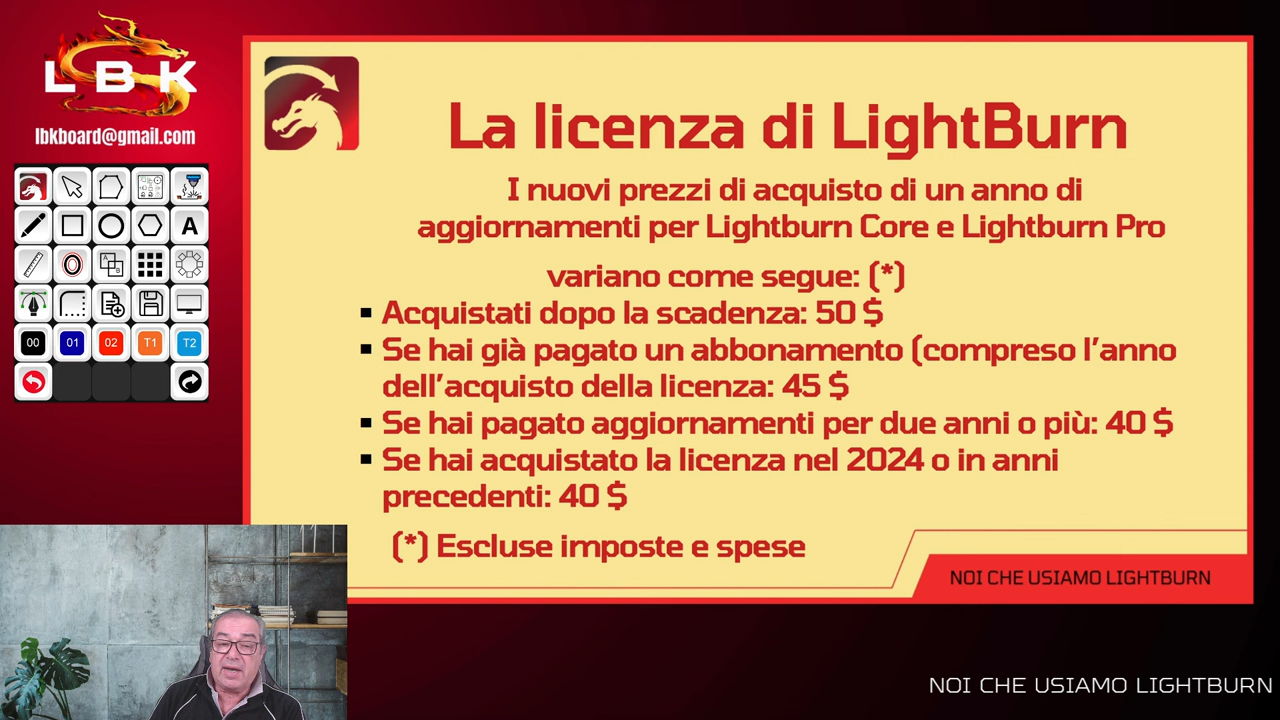 LBK
lbkboard@gmail.com
A
A
B
00
01
02
T1
T2
La licenza di LightBurn
I nuovi prezzi di acquisto di un anno di
aggiornamenti per Lightburn Core e Lightburn Pro
variano come segue: (*)
Acquistati dopo la scadenza: 50 $
Se hai già pagato un abbonamento (compreso l'anno
dell'acquisto della licenza: 45 $
Se hai pagato aggiornamenti per due anni o più: 40 $
Se hai acquistato la licenza nel 2024 o in anni
precedenti: 40 $
(*) Escluse imposte e spese
NOI CHE USIAMO LIGHTBURN
NOI CHE USIAMO LIGHTBURN